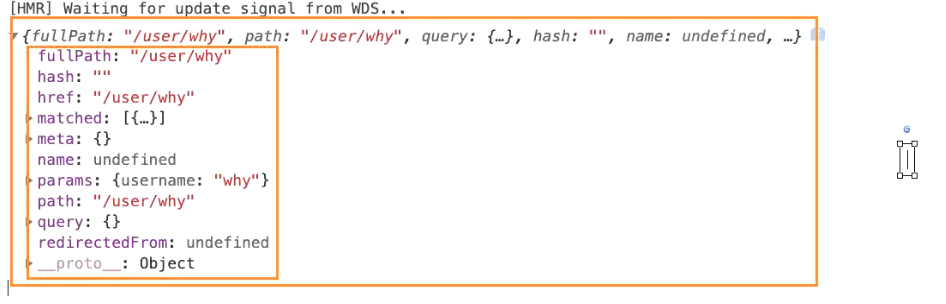 [HMR] Waiting for update signal from WDS...
{fullPath: "/user/why", path: "/user/why", query: {…}, hash: "", name: undefined, …}
fullPath: "/user/why"
hash: ""
href: "/user/why"
matched: [{…}]
meta: {}
name: undefined
params: {username: "why"}
path: "/user/why"
query: {}
redirectedFrom: undefined
__proto__: Object